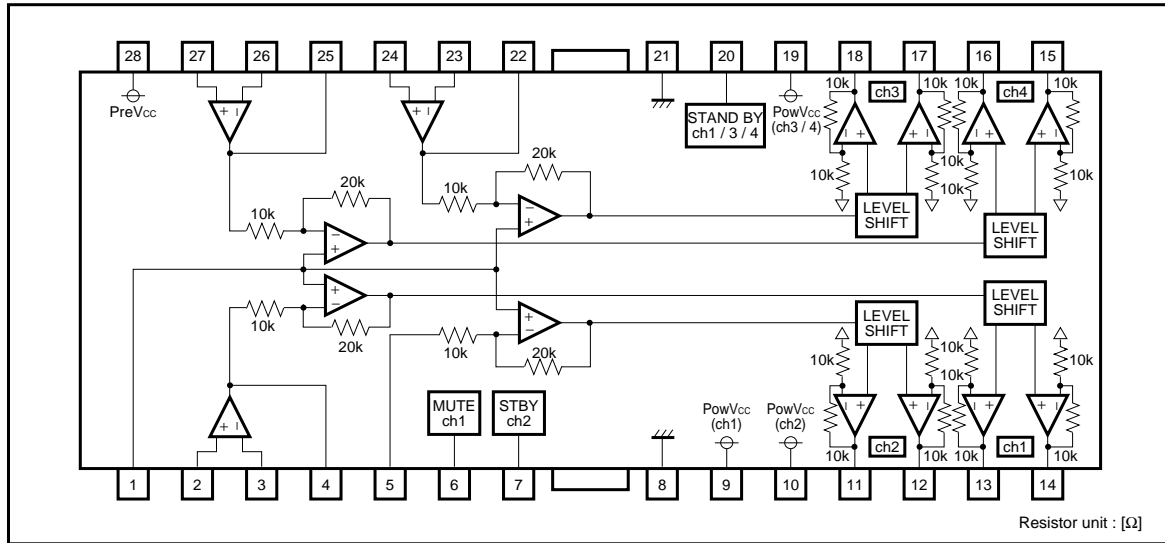 28 27 26 25 24 23 22 21 20 19 18 17 16 15
PreVCC
STAND BY
ch1 / 3 / 4
PowVCC
(ch3 / 4)
10k ch3 10k 10k ch4 10k
+ − + − − + + − − + + −
10k 10k 10k 10k
LEVEL
SHIFT
LEVEL
SHIFT
20k
10k
−
+
20k
10k
−
+
+
−
10k
20k
+
−
10k
20k
LEVEL
SHIFT
LEVEL
SHIFT
10k 10k 10k 10k
+ −
− + + − − + + −
10k ch2 10k 10k ch1 10k
MUTE
ch1
STBY
ch2
PowVCC
(ch1)
PowVCC
(ch2)
1 2 3 4 5 6 7 8 9 10 11 12 13 14
Resistor unit : [Ω]